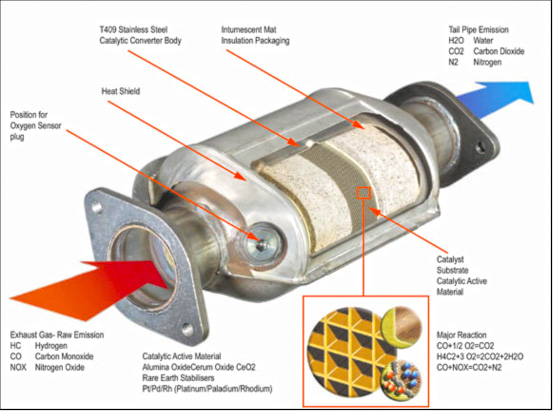 T409 Stainless Steel
Catalytic Converter Body
Intumescent Mat
Insulation Packaging
Tail Pipe Emission
H2O Water
CO2 Carbon Dioxide
N2 Nitrogen
Heat Shield
Position for
Oxygen Sensor
plug
Catalyst
Substrate
Catalytic Active
Material
Exhaust Gas- Raw Emission
HC Hydrogen
CO Carbon Monoxide
NOX Nitrogen Oxide
Catalytic Active Material
Alumina OxideCerum Oxide CeO2
Rare Earth Stabilisers
Pt/Pd/Rh (Platinum/Paladium/Rhodium)
Major Reaction
CO+1/2 O2=CO2
H4C2+3 O2=2CO2+2H2O
CO+NOX=CO2+N2